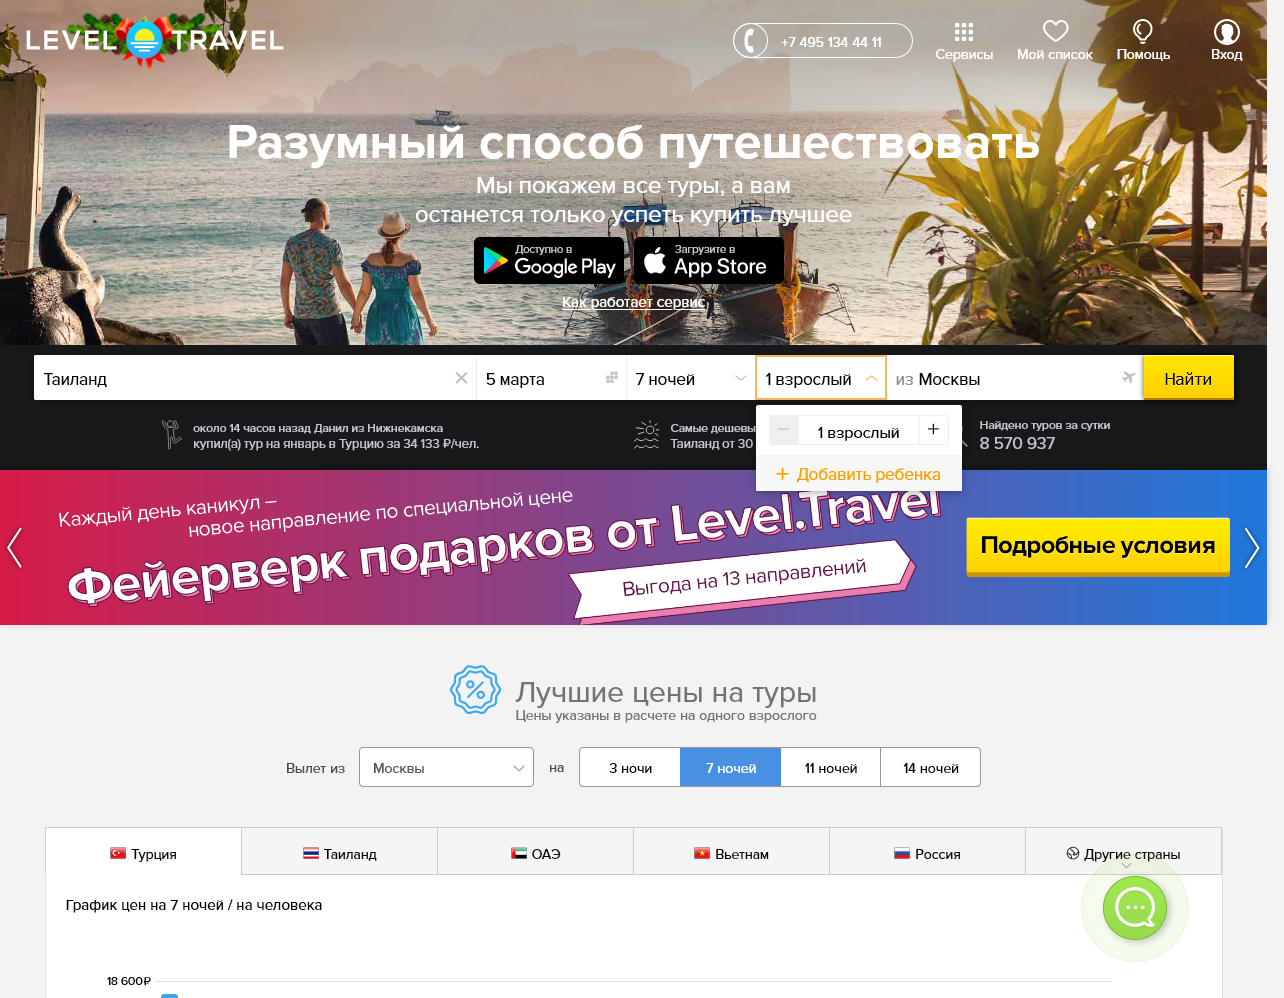 LEVEL TRAVEL
+7 495 134 44 11
Сервисы
Мой список
Помощь
Вход
Разумный способ путешествовать
Мы покажем все туры, а вам
останется только успеть купить лучшее
Доступно в
Google Play
Загрузите в
App Store
Как работает сервис
Таиланд
5 марта
7 ночей
1 взрослый
из Москвы
Найти
около 14 часов назад Данил из Нижнекамска
купил(а) тур на январь в Турцию за 34 133 ₽/чел.
Самые дешевы
Таиланд от 30
1 взрослый
+ Добавить ребенка
Найдено туров за сутки
8 570 937
Каждый день каникул –
новое направление по специальной цене
Фейерверк подарков от Level.Travel
Выгода на 13 направлений
Подробные условия
Лучшие цены на туры
Цены указаны в расчете на одного взрослого
Вылет из
Москвы
на
3 ночи
7 ночей
11 ночей
14 ночей
Турция
Таиланд
ОАЭ
Вьетнам
Россия
Другие страны
График цен на 7 ночей / на человека
18 600₽